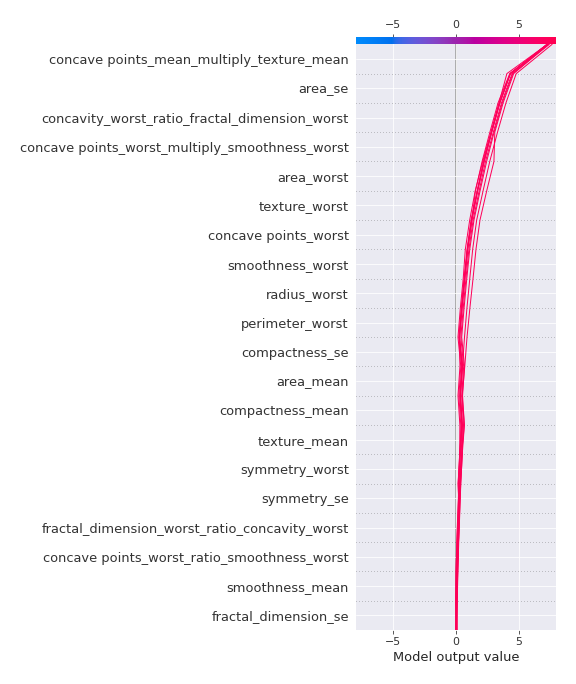 −5 0 5
concave points_mean_multiply_texture_mean
area_se
concavity_worst_ratio_fractal_dimension_worst
concave points_worst_multiply_smoothness_worst
area_worst
texture_worst
concave points_worst
smoothness_worst
radius_worst
perimeter_worst
compactness_se
area_mean
compactness_mean
texture_mean
symmetry_worst
symmetry_se
fractal_dimension_worst_ratio_concavity_worst
concave points_worst_ratio_smoothness_worst
smoothness_mean
fractal_dimension_se
−5 0 5
Model output value